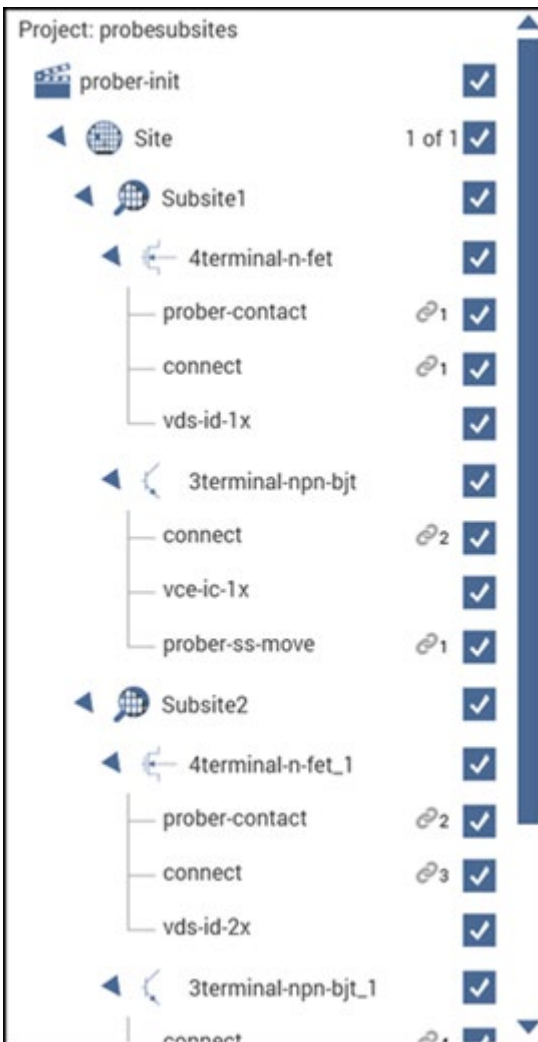 Project: probesubsites
prober-init
Site 1 of 1
Subsite1
4terminal-n-fet
prober-contact 1
connect 1
vds-id-1x
3terminal-npn-bjt
connect 2
vce-ic-1x
prober-ss-move 1
Subsite2
4terminal-n-fet_1
prober-contact 2
connect 3
vds-id-2x
3terminal-npn-bjt_1
connect 4